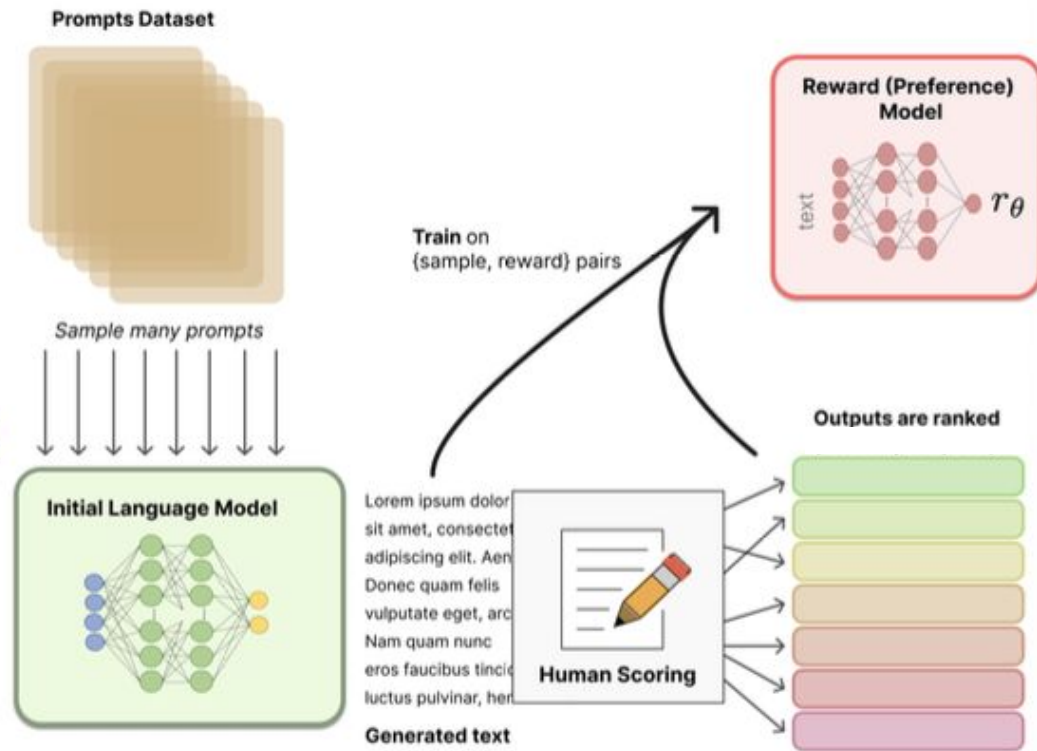 Prompts Dataset
Reward (Preference)
Model
text
r_θ
Train on
{sample, reward} pairs
Sample many prompts
Outputs are ranked
Initial Language Model
Lorem ipsum dolor
sit amet, consectet
adipiscing elit. Aen
Donec quam felis
vulputate eget, arc
Nam quam nunc
eros faucibus tincid
luctus pulvinar, her
Human Scoring
Generated text